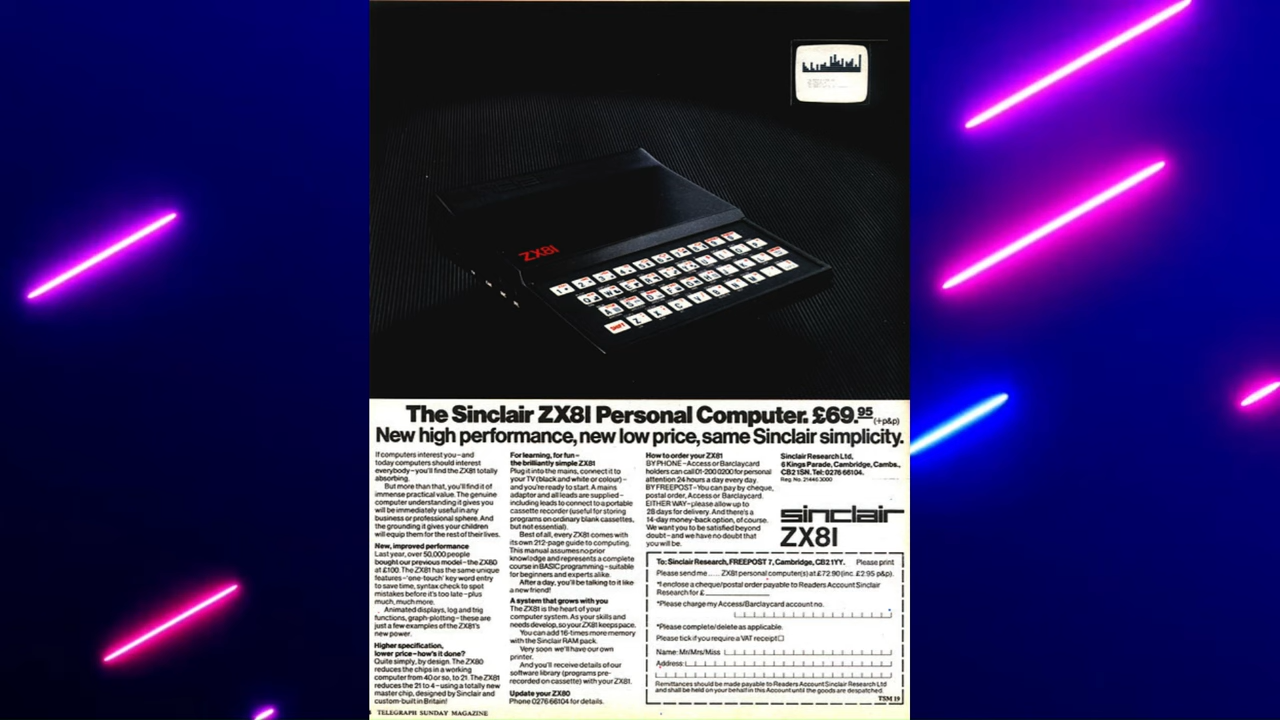 ZX81
The Sinclair ZX81 Personal Computer. £69.95 (+p&p)
New high performance, new low price, same Sinclair simplicity.
If computers interest you – and
today computers should interest
everybody – you'll find the ZX81 totally
absorbing.
But more than that, you'll find it of
immense practical value. The genuine
computer understanding it gives you
will be immediately useful in any
business or professional sphere. And
the grounding it gives your children
will equip them for the rest of their lives.
New, improved performance
Last year, over 50,000 people
bought our previous model – the ZX80
at £100. The ZX81 has the same unique
features – 'one-touch' key word entry
to save time, syntax check to spot
mistakes before it's too late – plus
much, much more.
Animated displays, log and trig
functions, graph-plotting – these are
just a few examples of the ZX81's
new power.
Higher specification,
lower price – how's it done?
Quite simply, by design. The ZX80
reduces the chips in a working
computer from 40 or so, to 21. The ZX81
reduces the 21 to 4 – using a totally new
master chip, designed by Sinclair and
custom-built in Britain!
For learning, for fun –
the brilliantly simple ZX81
Plug it into the mains, connect it to
your TV (black and white or colour) –
and you're ready to start. A mains
adaptor and all leads are supplied –
including leads to connect to a portable
cassette recorder (useful for storing
programs on ordinary blank cassettes,
but not essential).
Best of all, every ZX81 comes with
its own 212-page guide to computing.
This manual assumes no prior
knowledge and represents a complete
course in BASIC programming – suitable
for beginners and experts alike.
After a day, you'll be talking to it like
a new friend!
A system that grows with you
The ZX81 is the heart of your
computer system. As your skills and
needs develop, so your ZX81 keeps pace.
You can add 16-times more memory
with the Sinclair RAM pack.
Very soon we'll have our own
printer.
And you'll receive details of our
software library (programs pre-
recorded on cassette) with your ZX81.
Update your ZX80
Phone 0276 66104 for details.
How to order your ZX81
BY PHONE – Access or Barclaycard
holders can call 01-200 0200 for personal
attention 24 hours a day every day.
BY FREEPOST – You can pay by cheque,
postal order, Access or Barclaycard.
EITHER WAY – please allow up to
28 days for delivery. And there's a
14-day money-back option, of course.
We want you to be satisfied beyond
doubt – and we have no doubt that
you will be.
Sinclair Research Ltd,
6 Kings Parade, Cambridge, Cambs.,
CB2 1SN. Tel: 0276 66104.
Reg. No. 214 46 3000
sinclair
ZX81
To: Sinclair Research, FREEPOST 7, Cambridge, CB2 1YY. Please print
Please send me ..... ZX81 personal computer(s) at £72.90 (inc. £2.95 p&p).
*I enclose a cheque/postal order payable to Readers Account Sinclair
Research for £
*Please charge my Access/Barclaycard account no.
*Please complete/delete as applicable.
Please tick if you require a VAT receipt
Name: Mr/Mrs/Miss
Address:
Remittances should be made payable to Readers Account Sinclair Research Ltd
and shall be held on your behalf in this Account until the goods are despatched.
TSM 19
TELEGRAPH SUNDAY MAGAZINE